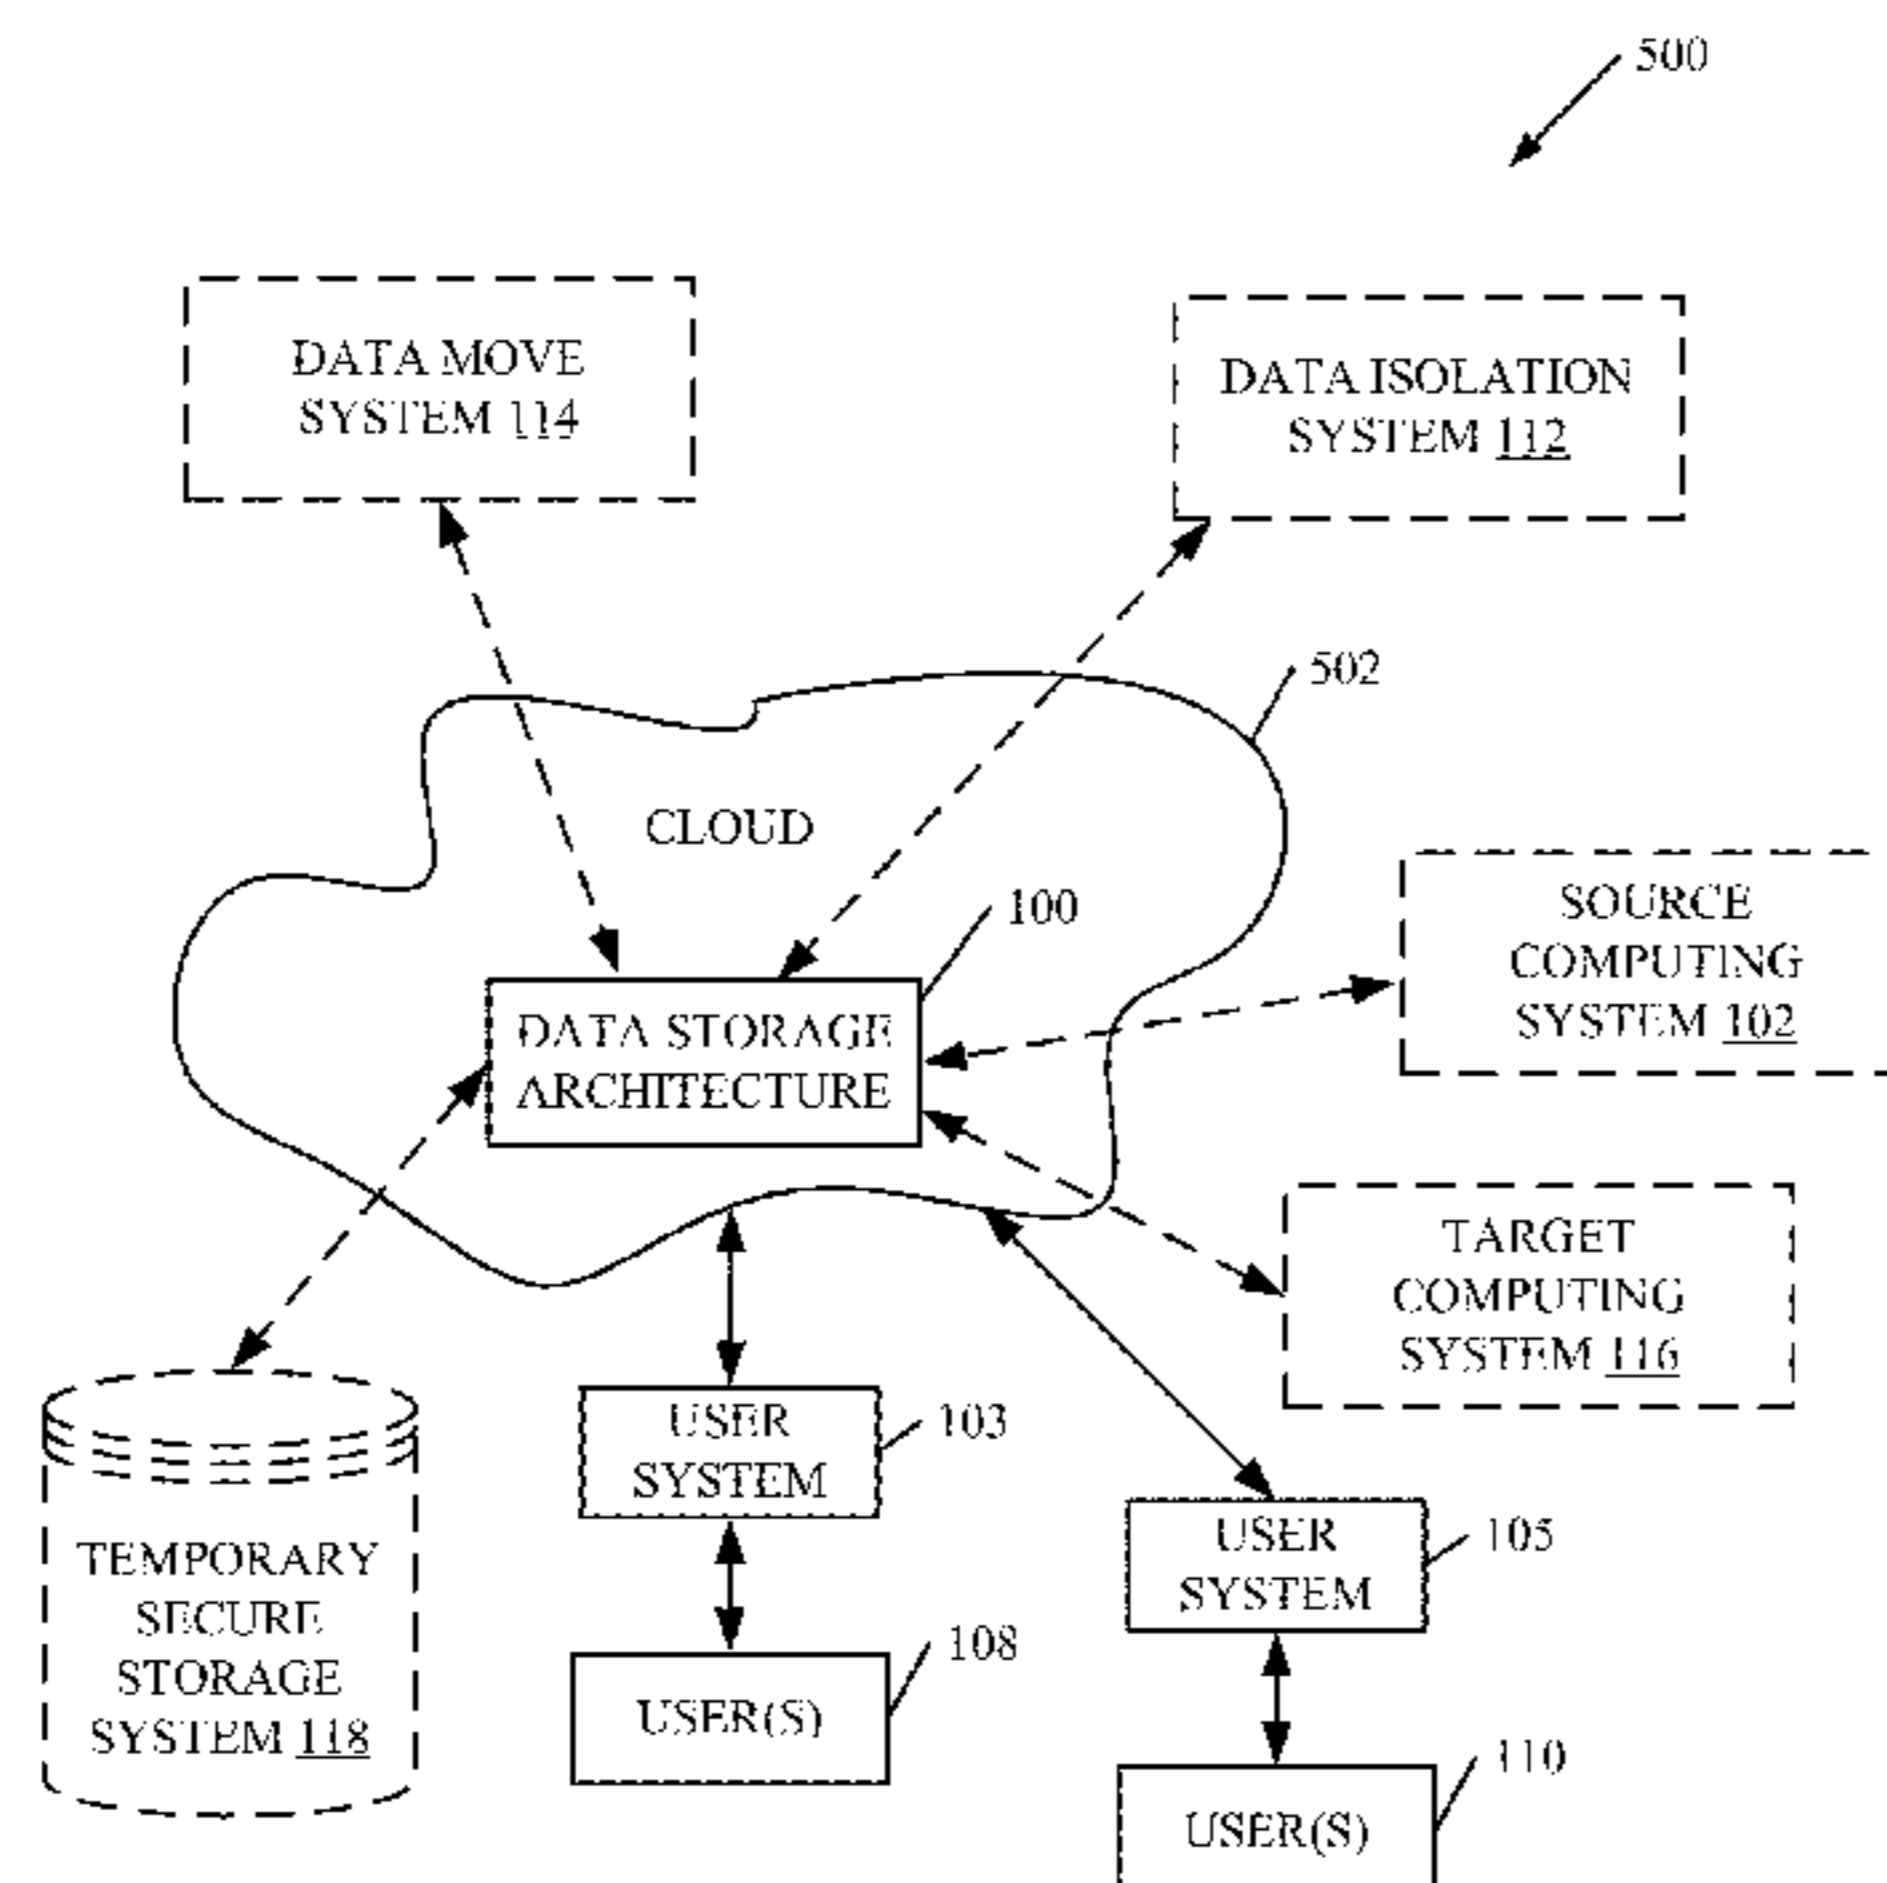 500
DATA MOVE
SYSTEM 114
DATA ISOLATION
SYSTEM 112
502
CLOUD
100
DATA STORAGE
ARCHITECTURE
SOURCE
COMPUTING
SYSTEM 102
TARGET
COMPUTING
SYSTEM 116
USER
SYSTEM
103
USER
SYSTEM
105
TEMPORARY
SECURE
STORAGE
SYSTEM 118
USER(S)
108
USER(S)
110